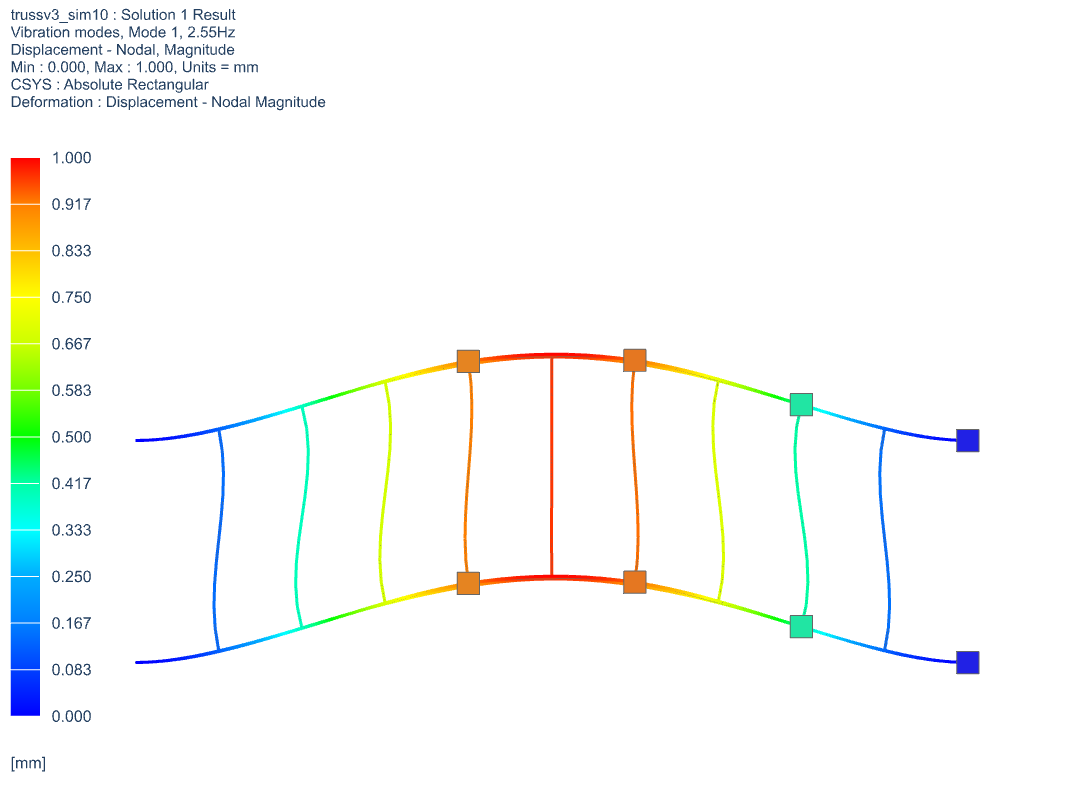 trussv3_sim10 : Solution 1 Result
Vibration modes, Mode 1, 2.55Hz
Displacement - Nodal, Magnitude
Min : 0.000, Max : 1.000, Units = mm
CSYS : Absolute Rectangular
Deformation : Displacement - Nodal Magnitude
1.000
0.917
0.833
0.750
0.667
0.583
0.500
0.417
0.333
0.250
0.167
0.083
0.000
[mm]